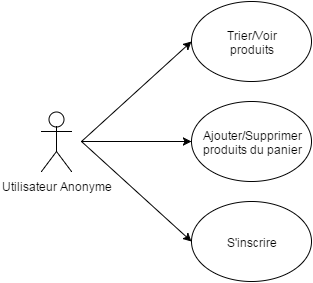 Trier/Voir
produits
Ajouter/Supprimer
produits du panier
Utilisateur Anonyme
S'inscrire